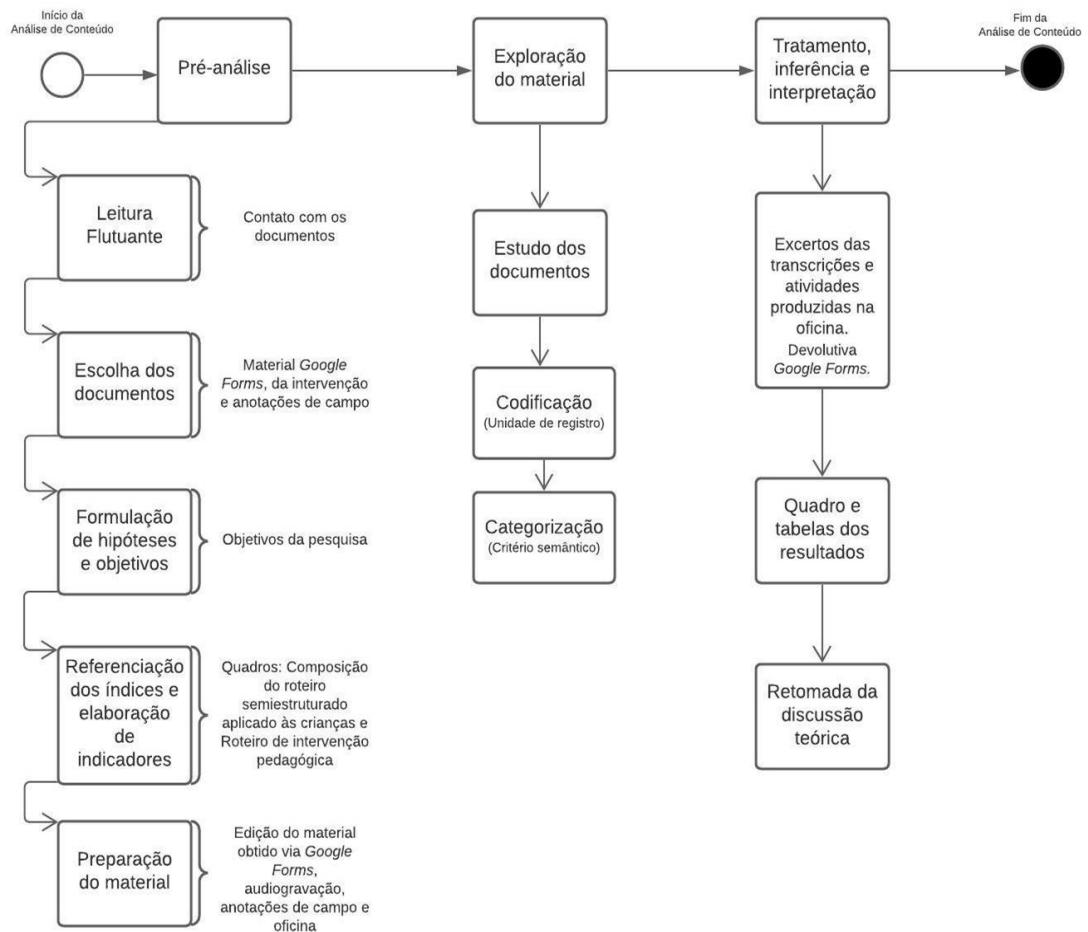 Início da
Análise de Conteúdo
Pré-análise
Exploração
do material
Tratamento,
inferência e
interpretação
Fim da
Análise de Conteúdo
Leitura
Flutuante
Contato com os
documentos
Escolha dos
documentos
Material Google
Forms, da intervenção
e anotações de campo
Formulação
de hipóteses
e objetivos
Objetivos da pesquisa
Referenciação
dos índices e
elaboração
de
indicadores
Quadros: Composição
do roteiro
semiestruturado
aplicado às crianças e
Roteiro de intervenção
pedagógica
Preparação
do material
Edição do material
obtido via Google
Forms,
audiogravação,
anotações de campo e
oficina
Estudo dos
documentos
Codificação
(Unidade de registro)
Categorização
(Critério semântico)
Excertos das
transcrições e
atividades
produzidas na
oficina.
Devolutiva
Google Forms.
Quadro e
tabelas dos
resultados
Retomada da
discussão
teórica